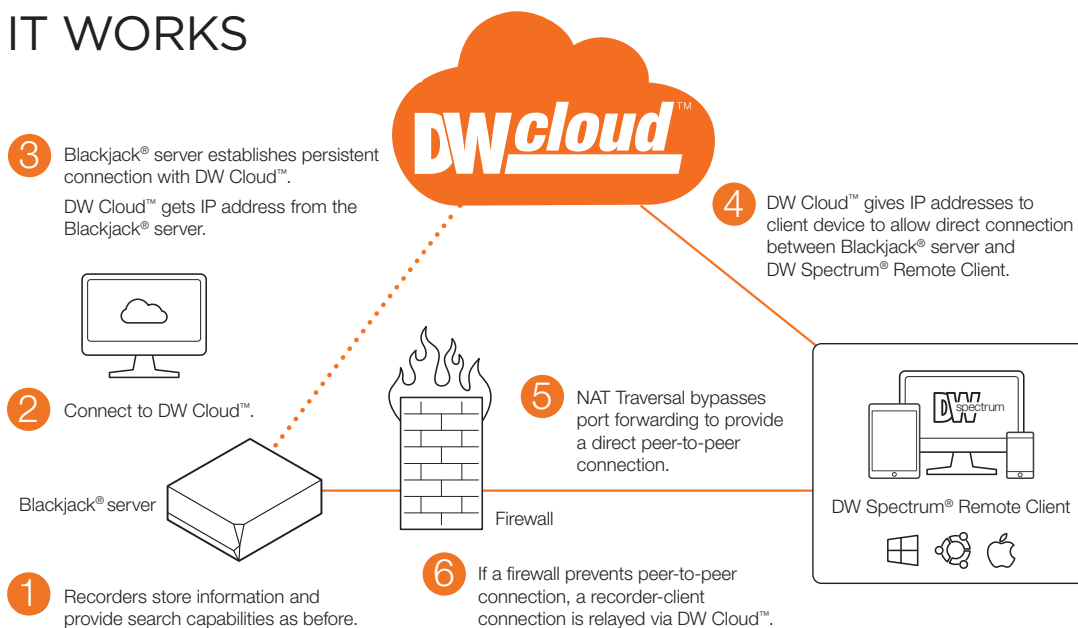 IT WORKS
DWcloud™
3
Blackjack® server establishes persistent
connection with DW Cloud™.
DW Cloud™ gets IP address from the
Blackjack® server.
4
DW Cloud™ gives IP addresses to
client device to allow direct connection
between Blackjack® server and
DW Spectrum® Remote Client.
2
Connect to DW Cloud™.
5
NAT Traversal bypasses
port forwarding to provide
a direct peer-to-peer
connection.
DW spectrum
Blackjack® server
Firewall
DW Spectrum® Remote Client
1
Recorders store information and
provide search capabilities as before.
6
If a firewall prevents peer-to-peer
connection, a recorder-client
connection is relayed via DW Cloud™.